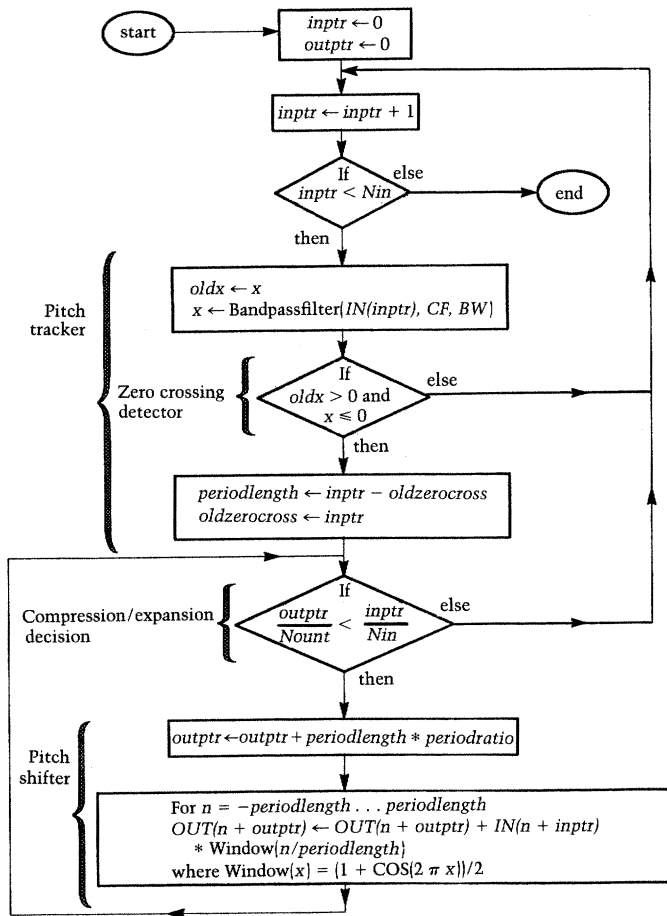 start
inptr ← 0
outptr ← 0
inptr ← inptr + 1
If
inptr < Nin
else
end
then
Pitch
tracker
oldx ← x
x ← Bandpassfilter(IN(inptr), CF, BW)
Zero crossing
detector
If
oldx > 0 and
x ≤ 0
else
then
periodlength ← inptr − oldzerocross
oldzerocross ← inptr
Compression/expansion
decision
If
outptr/Nount < inptr/Nin
else
then
Pitch
shifter
outptr←outptr + periodlength * periodratio
For n = −periodlength . . . periodlength
OUT(n + outptr) ← OUT(n + outptr) + IN(n + inptr)
* Window(n/periodlength)
where Window(x) = (1 + COS(2 π x))/2